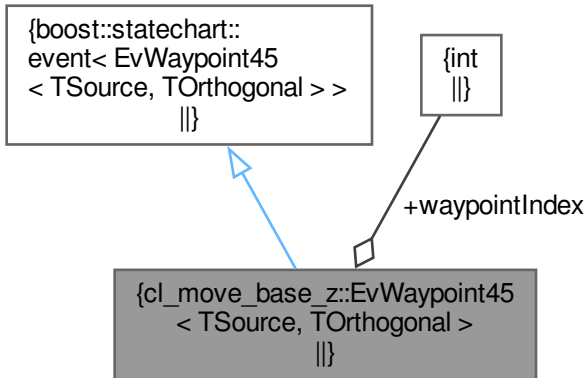 {boost::statechart::
event< EvWaypoint45
< TSource, TOrthogonal > >
||}
{int
||}
+waypointIndex
{cl_move_base_z::EvWaypoint45
< TSource, TOrthogonal >
||}